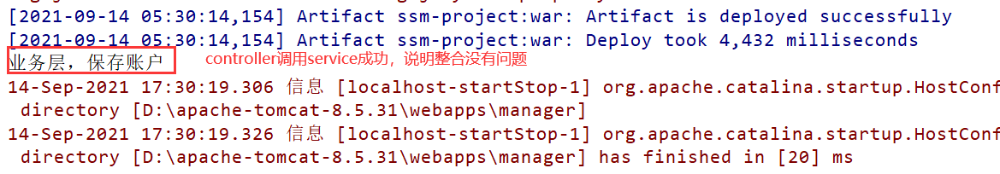 [2021-09-14 05:30:14,154] Artifact ssm-project:war: Artifact is deployed successfully
[2021-09-14 05:30:14,154] Artifact ssm-project:war: Deploy took 4,432 milliseconds
业务层，保存账户 controller调用service成功，说明整合没有问题
14-Sep-2021 17:30:19.306 信息 [localhost-startStop-1] org.apache.catalina.startup.HostConf
directory [D:\apache-tomcat-8.5.31\webapps\manager]
14-Sep-2021 17:30:19.326 信息 [localhost-startStop-1] org.apache.catalina.startup.HostConf
directory [D:\apache-tomcat-8.5.31\webapps\manager] has finished in [20] ms